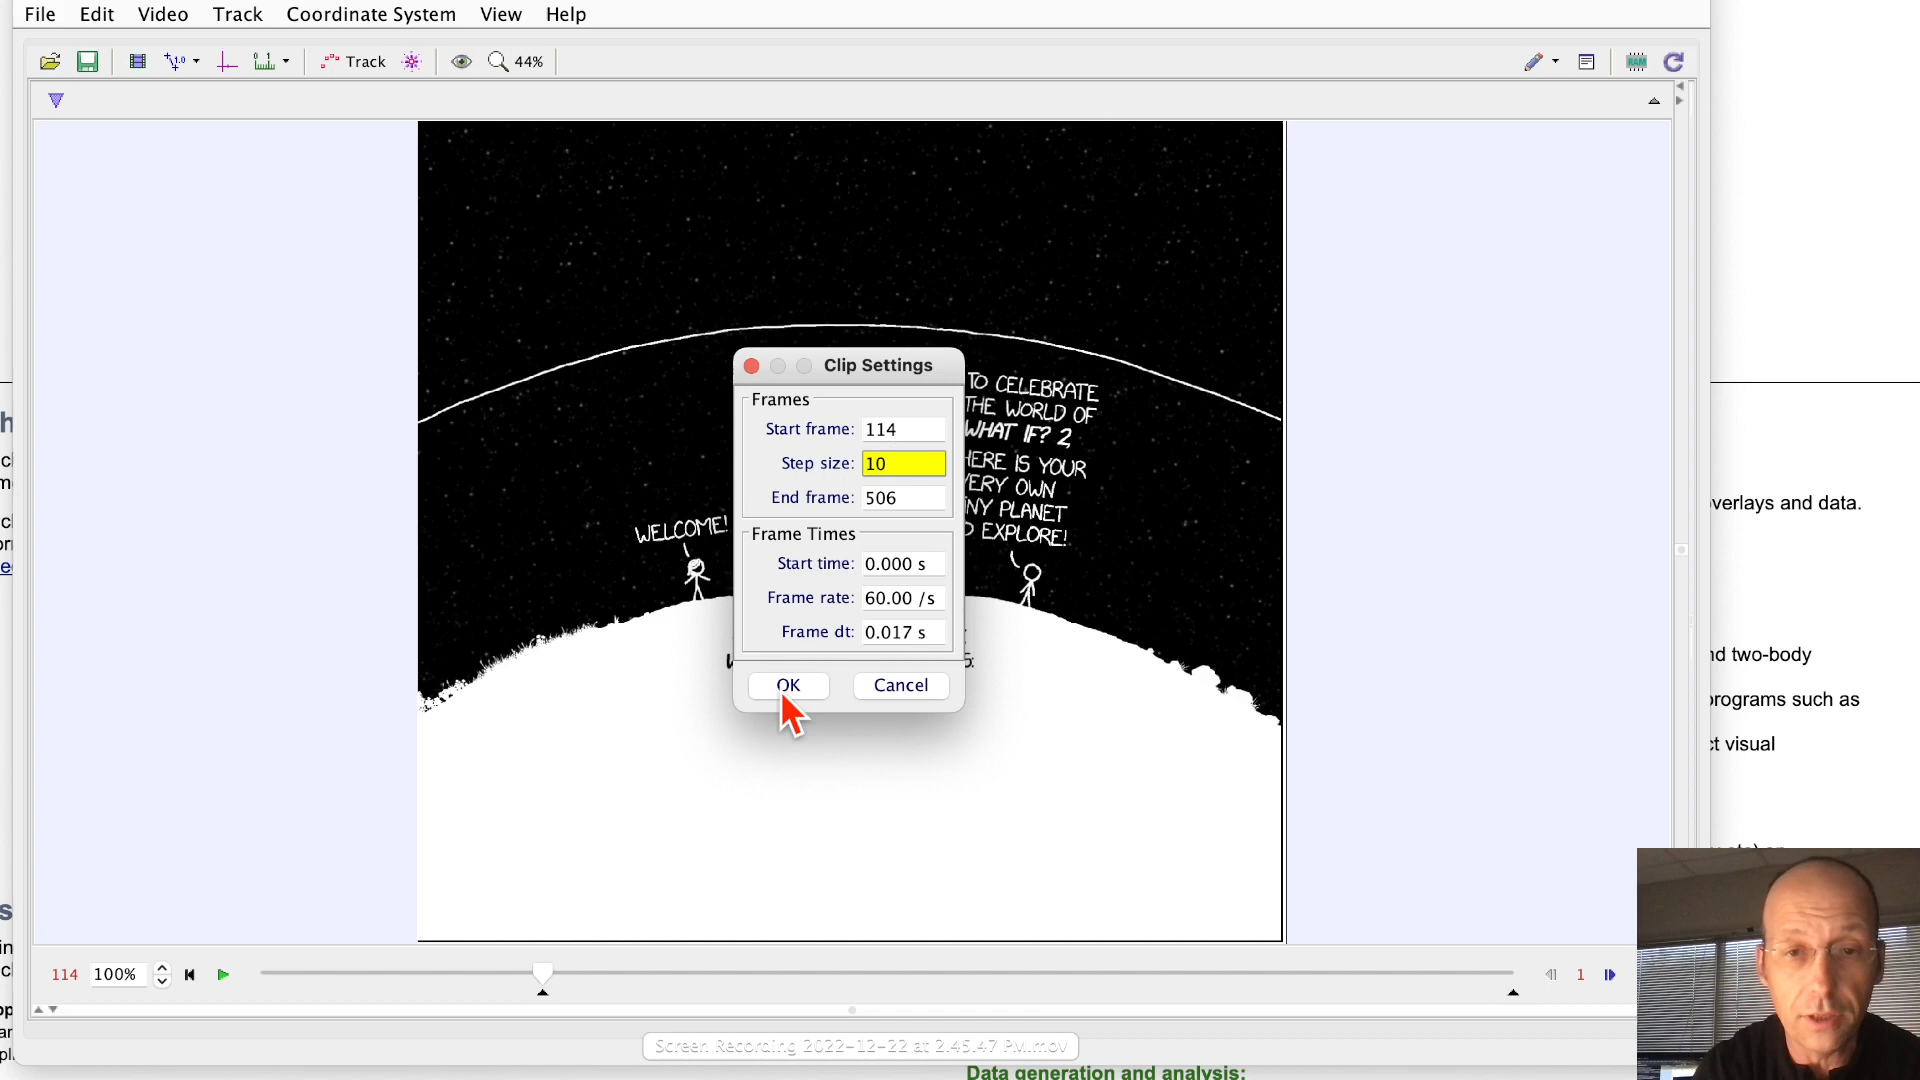 File Edit Video Track Coordinate System View Help
Track 44% RAM
Clip Settings
Frames
Start frame: 114
Step size: 10
End frame: 506
Frame Times
Start time: 0.000 s
Frame rate: 60.00 /s
Frame dt: 0.017 s
OK Cancel
WELCOME!
TO CELEBRATE
THE WORLD OF
WHAT IF? 2,
HERE IS YOUR
VERY OWN
NY PLANET
O EXPLORE!
verlays and data.
nd two-body
programs such as
ct visual
114 100% 1
Screen Recording 2022-12-22 at 2.45.47 PM.mov
Data generation and analysis: